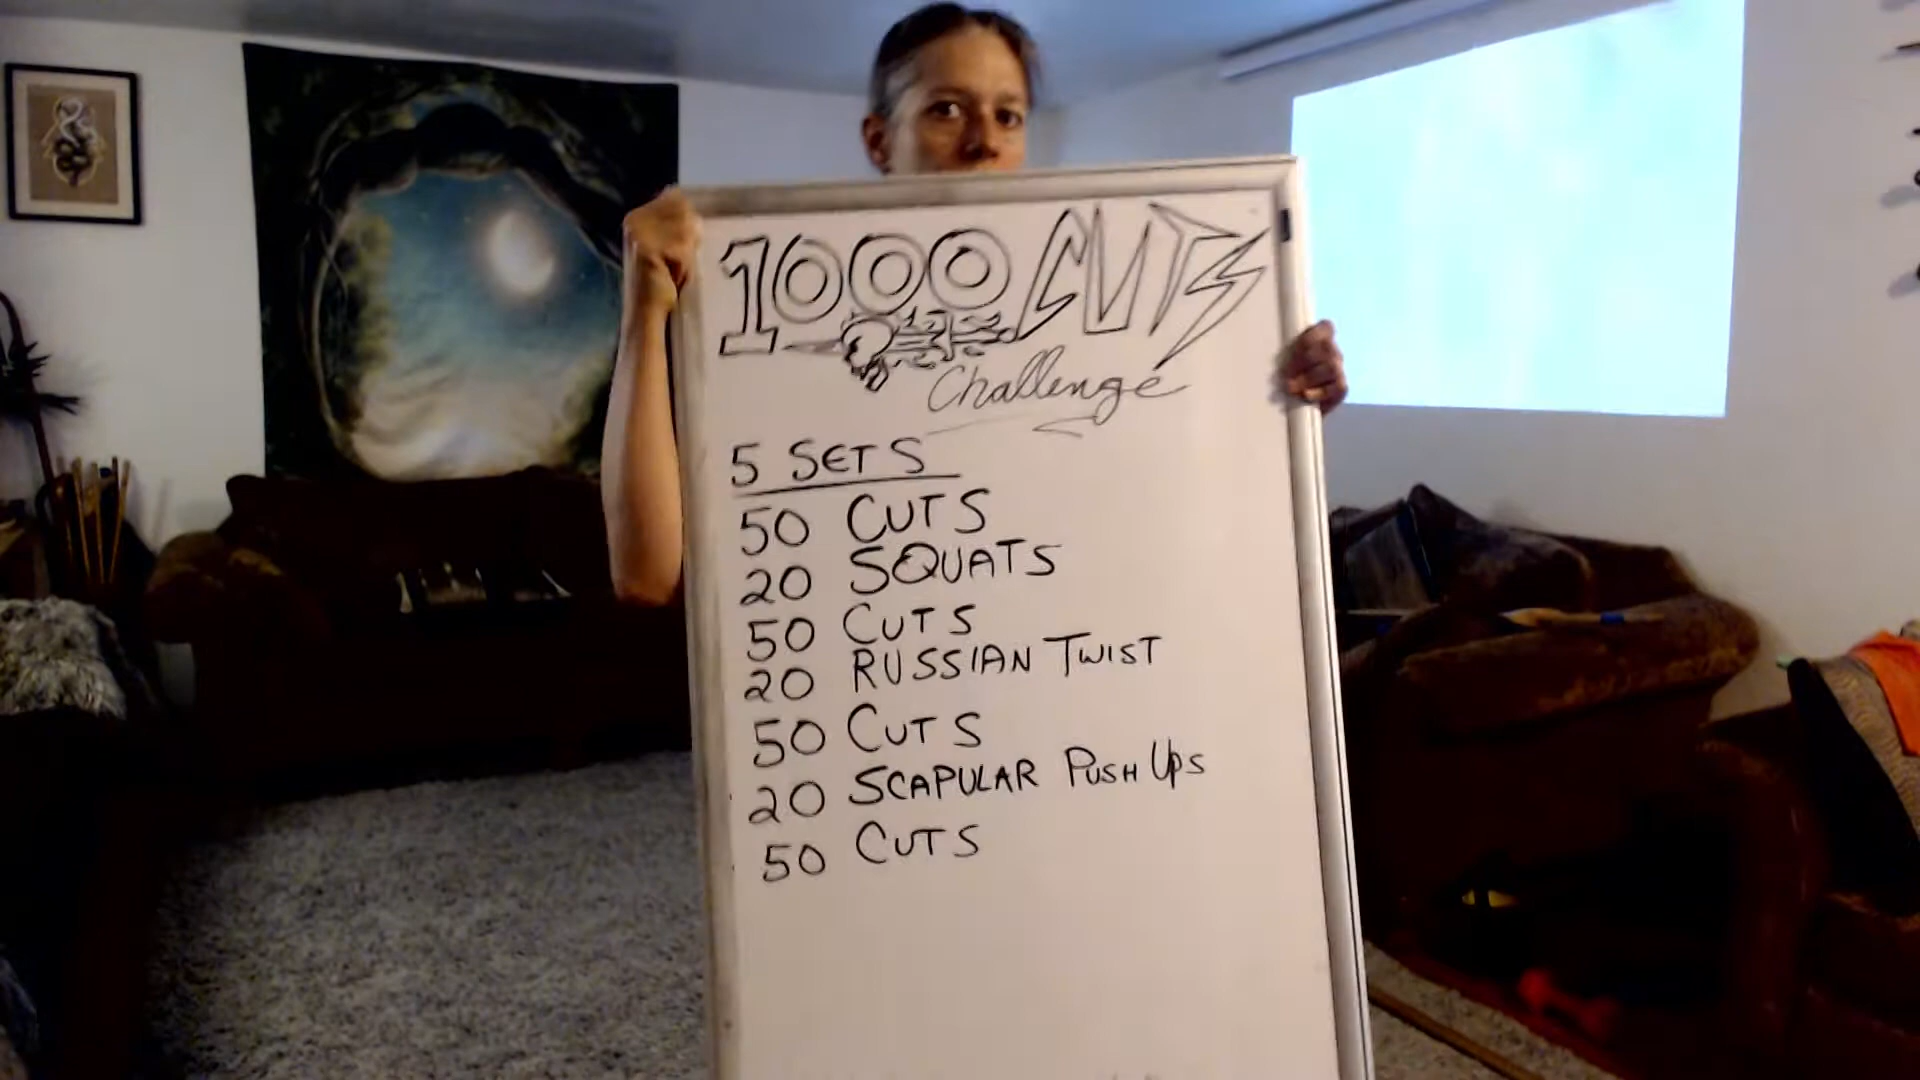 1000 CUTS
Challenge
5 SETS
50 CUTS
20 SQUATS
50 CUTS
20 RUSSIAN TWIST
50 CUTS
20 SCAPULAR PUSH UPS
50 CUTS